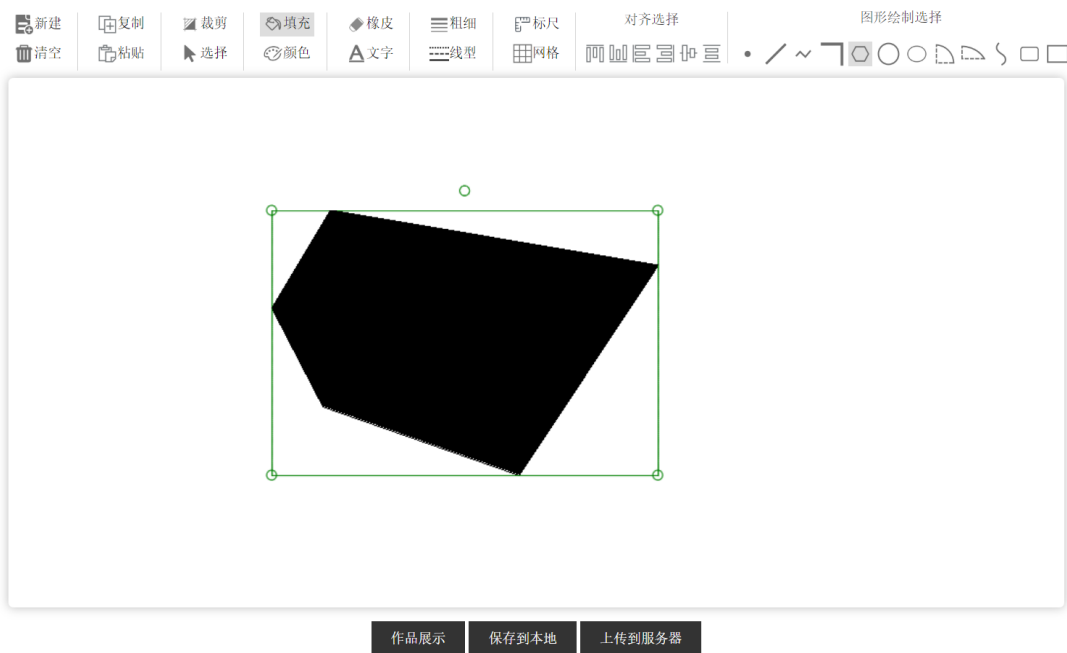 新建 复制 裁剪 填充 橡皮 粗细 标尺 对齐选择 图形绘制选择
清空 粘贴 选择 颜色 文字 线型 网格
作品展示 保存到本地 上传到服务器